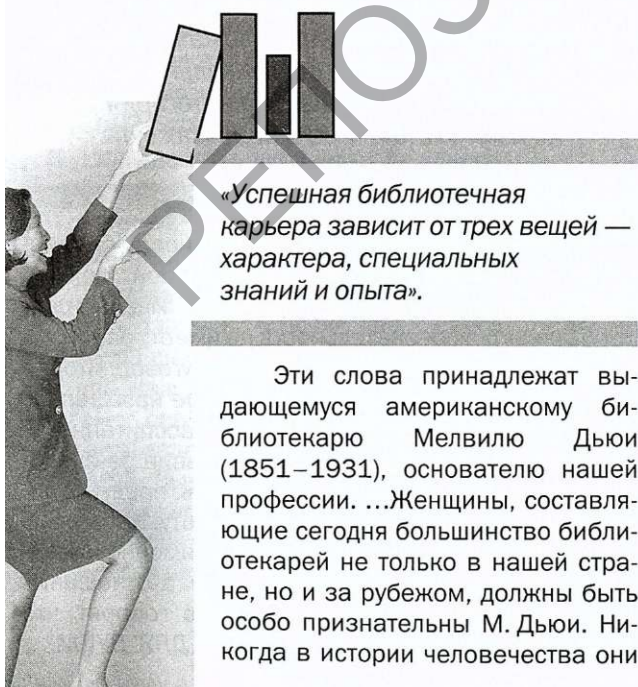 РЕПОЗ
«Успешная библиотечная
карьера зависит от трех вещей —
характера, специальных
знаний и опыта».
Эти слова принадлежат вы-
дающемуся американскому би-
блиотекарю Мелвилю Дьюи
(1851–1931), основателю нашей
профессии. …Женщины, составля-
ющие сегодня большинство библи-
отекарей не только в нашей стра-
не, но и за рубежом, должны быть
особо признательны М. Дьюи. Ни-
когда в истории человечества они